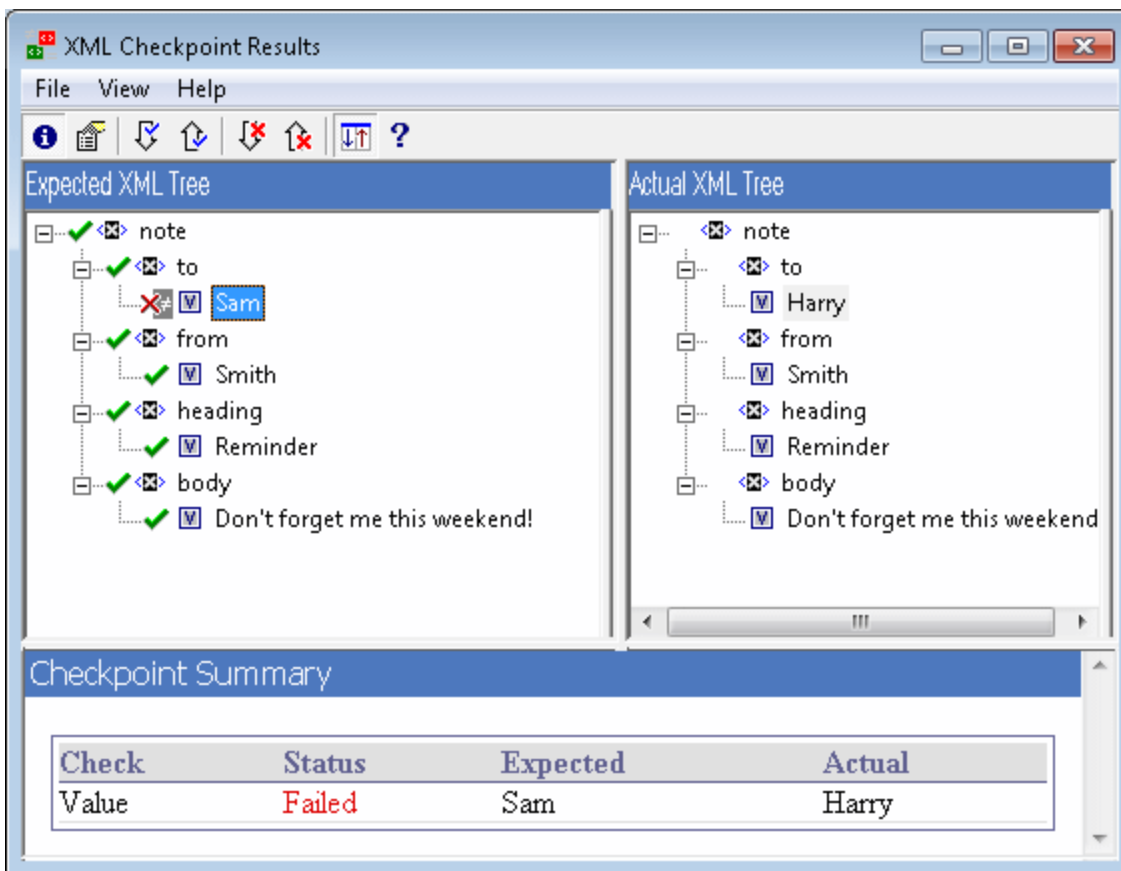 XML Checkpoint Results
File View Help
Expected XML Tree
note
to
Sam
from
Smith
heading
Reminder
body
Don't forget me this weekend!
Actual XML Tree
note
to
Harry
from
Smith
heading
Reminder
body
Don't forget me this weekend
Checkpoint Summary
Check Status Expected Actual
Value Failed Sam Harry